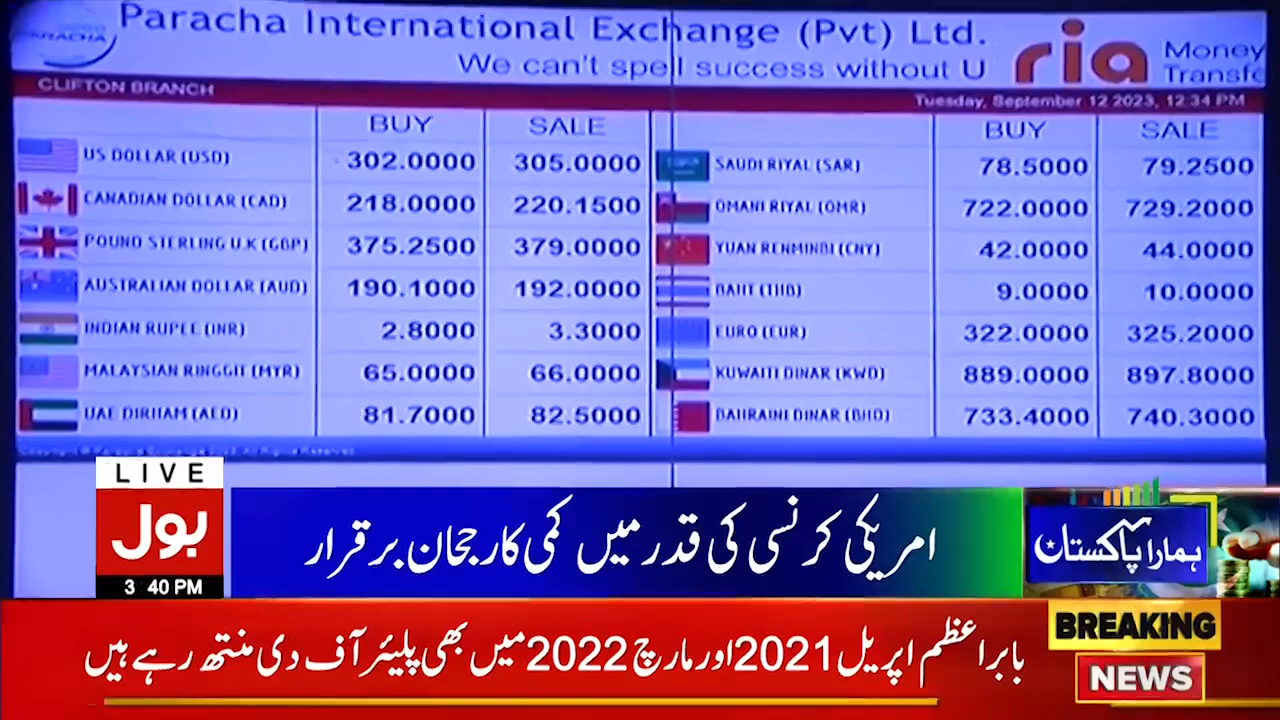 PARACHA
Paracha International Exchange (Pvt) Ltd.
We can't spell success without U
ria Money Transfe
CLIFTON BRANCH
Tuesday, September 12 2023, 12:34 PM
BUY SALE
US DOLLAR (USD) 302.0000 305.0000
CANADIAN DOLLAR (CAD) 218.0000 220.1500
POUND STERLING U.K (GBP) 375.2500 379.0000
AUSTRALIAN DOLLAR (AUD) 190.1000 192.0000
INDIAN RUPEE (INR) 2.8000 3.3000
MALAYSIAN RINGGIT (MYR) 65.0000 66.0000
UAE DIRHAM (AED) 81.7000 82.5000
BUY SALE
SAUDI RIYAL (SAR) 78.5000 79.2500
OMANI RIYAL (OMR) 722.0000 729.2000
YUAN RENMINBI (CNY) 42.0000 44.0000
BAHT (THB) 9.0000 10.0000
EURO (EUR) 322.0000 325.2000
KUWAITI DINAR (KWD) 889.0000 897.8000
BAHRAINI DINAR (BHD) 733.4000 740.3000
LIVE
بول
3 40 PM
امریکی کرنسی کی قدر میں کمی کا رجحان برقرار
ہمارا پاکستان
بابراعظم اپریل 2021 اور مارچ 2022 میں بھی پلیئر آف دی منتھ رہے ہیں
BREAKING
NEWS